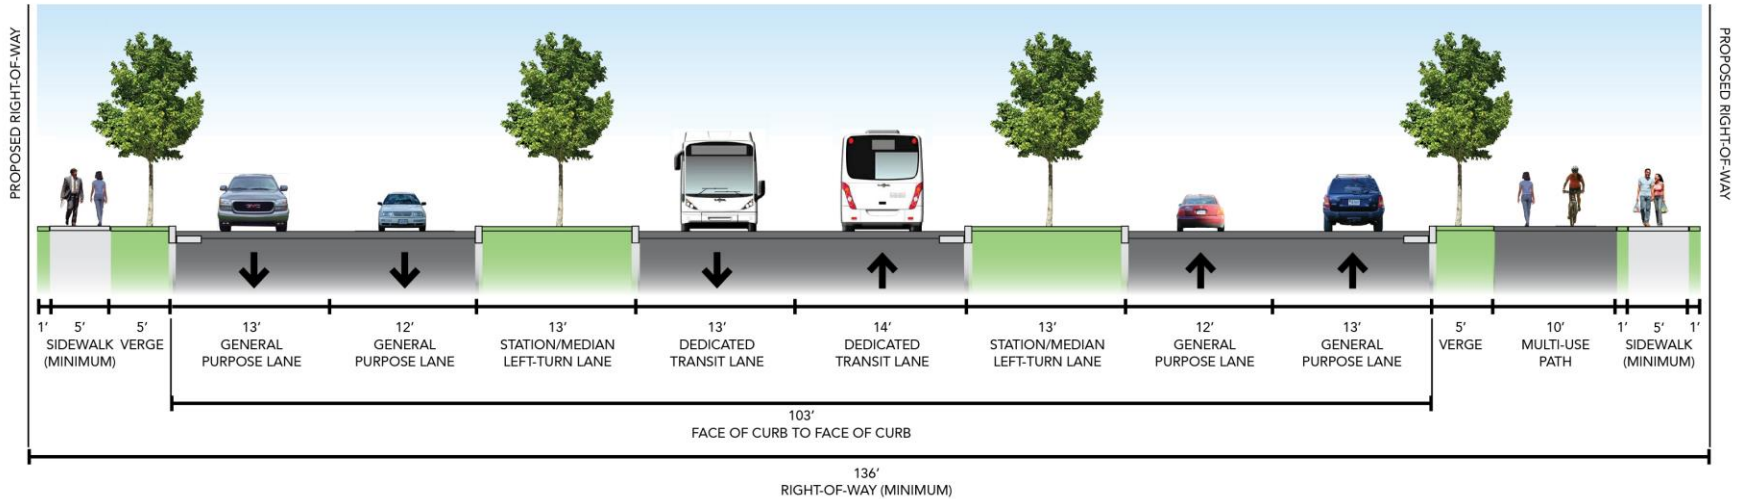 PROPOSED RIGHT-OF-WAY
PROPOSED RIGHT-OF-WAY
1’
5’
SIDEWALK
(MINIMUM)
5’
VERGE
13’
GENERAL
PURPOSE LANE
12’
GENERAL
PURPOSE LANE
13’
STATION/MEDIAN
LEFT-TURN LANE
13’
DEDICATED
TRANSIT LANE
14’
DEDICATED
TRANSIT LANE
13’
STATION/MEDIAN
LEFT-TURN LANE
12’
GENERAL
PURPOSE LANE
13’
GENERAL
PURPOSE LANE
5’
VERGE
10’
MULTI-USE
PATH
1’
5’
SIDEWALK
(MINIMUM)
1’
103’
FACE OF CURB TO FACE OF CURB
136’
RIGHT-OF-WAY (MINIMUM)